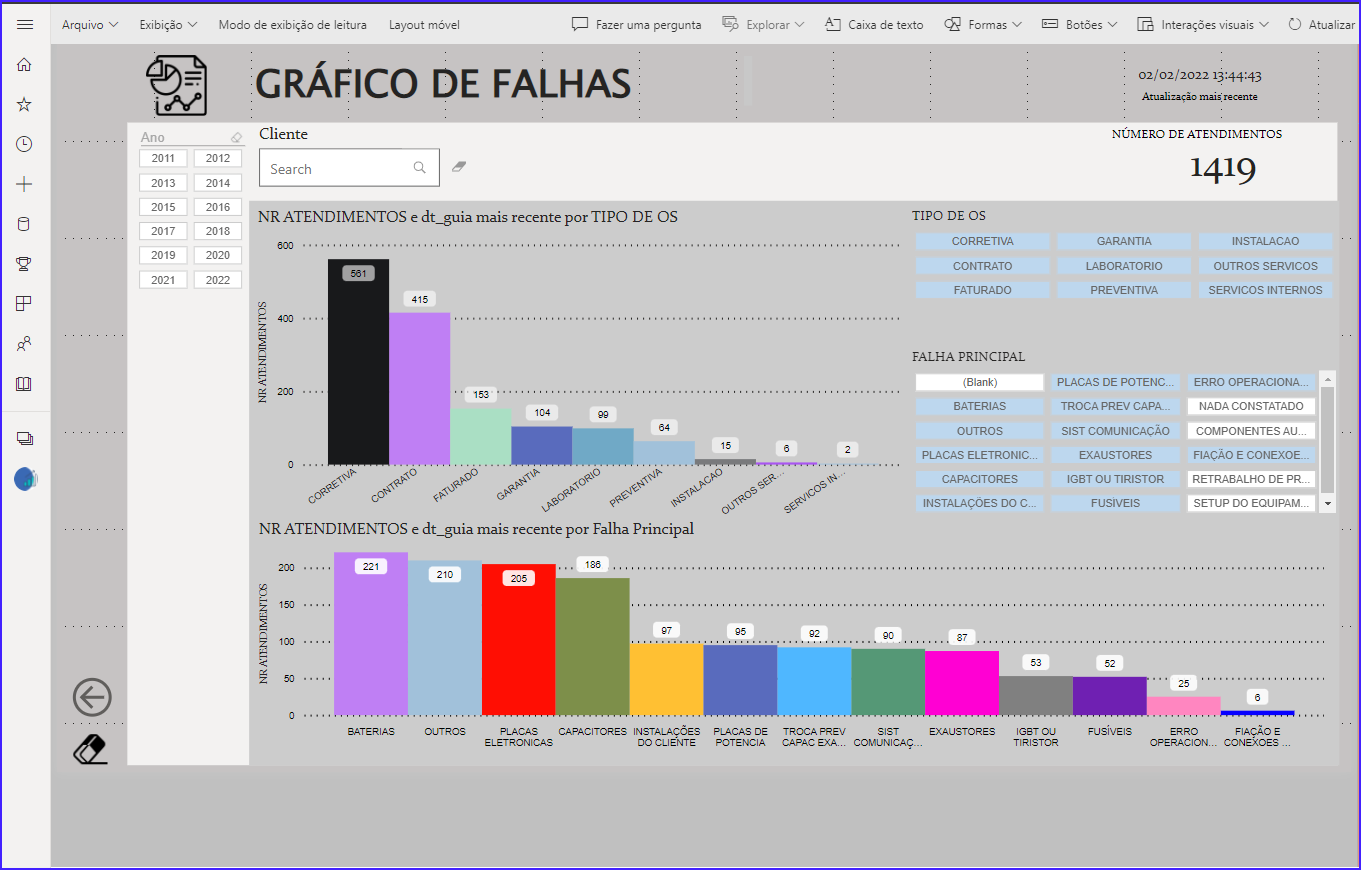 Arquivo Exibição Modo de exibição de leitura Layout móvel Fazer uma pergunta Explorar Caixa de texto Formas Botões Interações visuais Atualizar
GRÁFICO DE FALHAS
02/02/2022 13:44:43
Atualização mais recente
Ano
2011 2012
2013 2014
2015 2016
2017 2018
2019 2020
2021 2022
Cliente
Search
NÚMERO DE ATENDIMENTOS
1419
NR ATENDIMENTOS e dt_guia mais recente por TIPO DE OS
NR ATENDIMENTOS
600
400
200
0
561
415
153
104
99
64
15
6
2
CORRETIVA
CONTRATO
FATURADO
GARANTIA
LABORATORIO
PREVENTIVA
INSTALACAO
OUTROS SER...
SERVICOS IN...
TIPO DE OS
CORRETIVA GARANTIA INSTALACAO
CONTRATO LABORATORIO OUTROS SERVICOS
FATURADO PREVENTIVA SERVICOS INTERNOS
FALHA PRINCIPAL
(Blank) PLACAS DE POTENC... ERRO OPERACIONA...
BATERIAS TROCA PREV CAPA... NADA CONSTATADO
OUTROS SIST COMUNICAÇÃO COMPONENTES AU...
PLACAS ELETRONIC... EXAUSTORES FIAÇÃO E CONEXOE...
CAPACITORES IGBT OU TIRISTOR RETRABALHO DE PR...
INSTALAÇÕES DO C... FUSÍVEIS SETUP DO EQUIPAM...
NR ATENDIMENTOS e dt_guia mais recente por Falha Principal
NR ATENDIMENTOS
200
150
100
50
0
221
210
205
186
97
95
92
90
87
53
52
25
6
BATERIAS
OUTROS
PLACAS
ELETRONICAS
CAPACITORES
INSTALAÇÕES
DO CLIENTE
PLACAS DE
POTENCIA
TROCA PREV
CAPAC EXA...
SIST
COMUNICAÇ...
EXAUSTORES
IGBT OU
TIRISTOR
FUSÍVEIS
ERRO
OPERACION...
FIAÇÃO E
CONEXOES ...